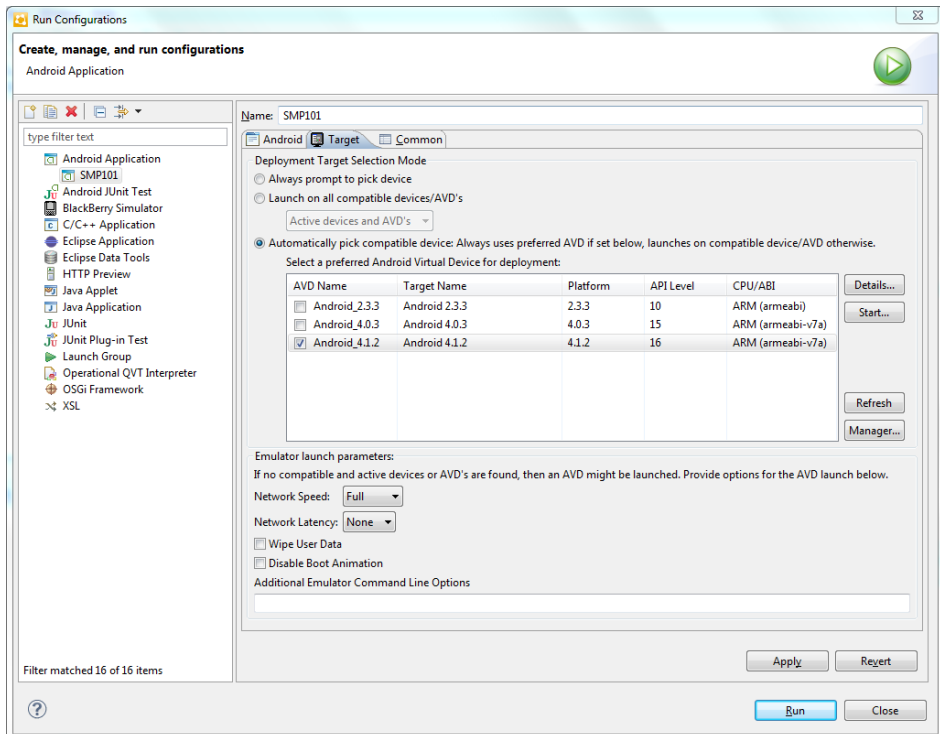 Run Configurations
Create, manage, and run configurations
Android Application
type filter text
Android Application
SMP101
Android JUnit Test
BlackBerry Simulator
C/C++ Application
Eclipse Application
Eclipse Data Tools
HTTP Preview
Java Applet
Java Application
JUnit
JUnit Plug-in Test
Launch Group
Operational QVT Interpreter
OSGi Framework
XSL
Filter matched 16 of 16 items
Name: SMP101
Android Target Common
Deployment Target Selection Mode
Always prompt to pick device
Launch on all compatible devices/AVD's
Active devices and AVD's
Automatically pick compatible device: Always uses preferred AVD if set below, launches on compatible device/AVD otherwise.
Select a preferred Android Virtual Device for deployment:
AVD Name Target Name Platform API Level CPU/ABI
Android_2.3.3 Android 2.3.3 2.3.3 10 ARM (armeabi)
Android_4.0.3 Android 4.0.3 4.0.3 15 ARM (armeabi-v7a)
Android_4.1.2 Android 4.1.2 4.1.2 16 ARM (armeabi-v7a)
Details...
Start...
Refresh
Manager...
Emulator launch parameters:
If no compatible and active devices or AVD's are found, then an AVD might be launched. Provide options for the AVD launch below.
Network Speed: Full
Network Latency: None
Wipe User Data
Disable Boot Animation
Additional Emulator Command Line Options
Apply Revert
Run Close